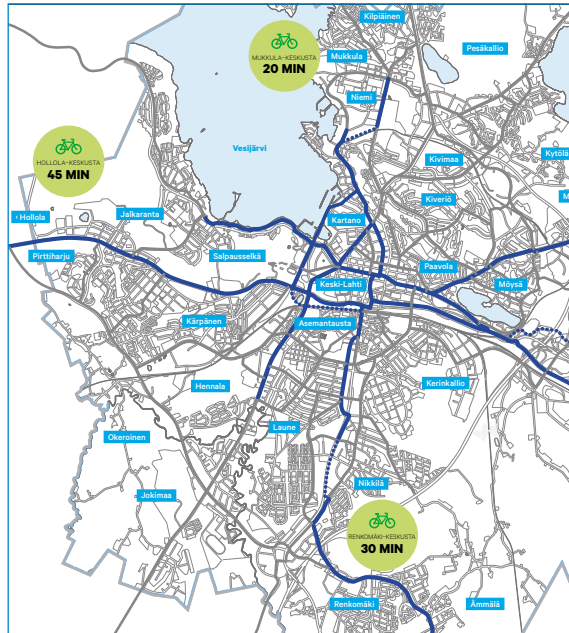 Kilpiäinen
Mukkula
Pesäkallio
MUKKULA–KESKUSTA
20 MIN
Niemi
HOLLOLA–KESKUSTA
45 MIN
Vesijärvi
Kivimaa
Kytölä
Kiveriö
M
‹ Hollola
Jalkaranta
Kartano
Pirttiharju
Salpausselkä
Paavola
Keski-Lahti
Möysä
Kärpänen
Asemantausta
Hennala
Kerinkallio
Laune
Okeroinen
Jokimaa
Nikkilä
RENKOMÄKI–KESKUSTA
30 MIN
Renkomäki
Ämmälä